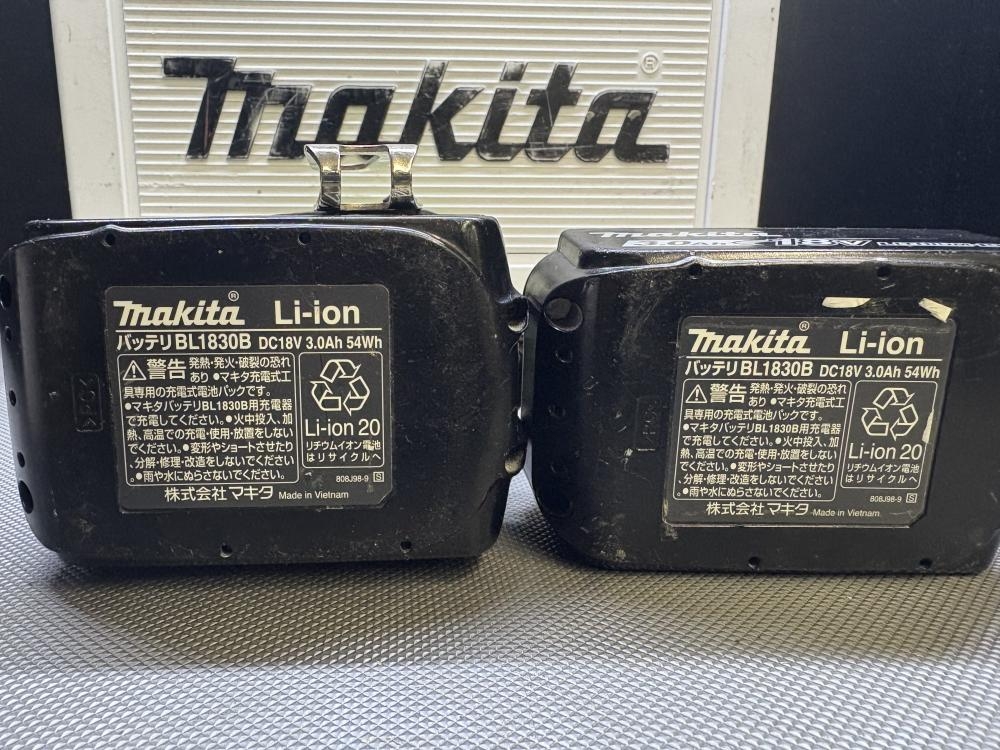 makita®
makita® Li-ion
バッテリBL1830B DC18V 3.0Ah 54Wh
⚠警告 発熱・発火・破裂の恐れ
あり ●マキタ充電式工
具専用の充電式電池パックです。
●マキタバッテリBL1830B用充電器
で充電してください。●火中投入、加
熱、高温での充電・使用・放置をしない
でください。●変形やショートさせたり
、分解・修理・改造をしないでください。
●雨や水にぬらさないでください。
Li-ion 20
リチウムイオン電池
はリサイクルへ
808J98-9 S
株式会社マキタ Made in Vietnam
3.0Ah 18V
makita® Li-ion
バッテリBL1830B DC18V 3.0Ah 54Wh
⚠警告 発熱・発火・破裂の恐れ
あり ●マキタ充電式工
具専用の充電式電池パックです。
●マキタバッテリBL1830B用充電器
で充電してください。●火中投入、加
熱、高温での充電・使用・放置をしない
でください。●変形やショートさせたり
、分解・修理・改造をしないでください。
●雨や水にぬらさないでください。
Li-ion 20
リチウムイオン電池
はリサイクルへ
808J98-9 S
株式会社マキタ Made in Vietnam